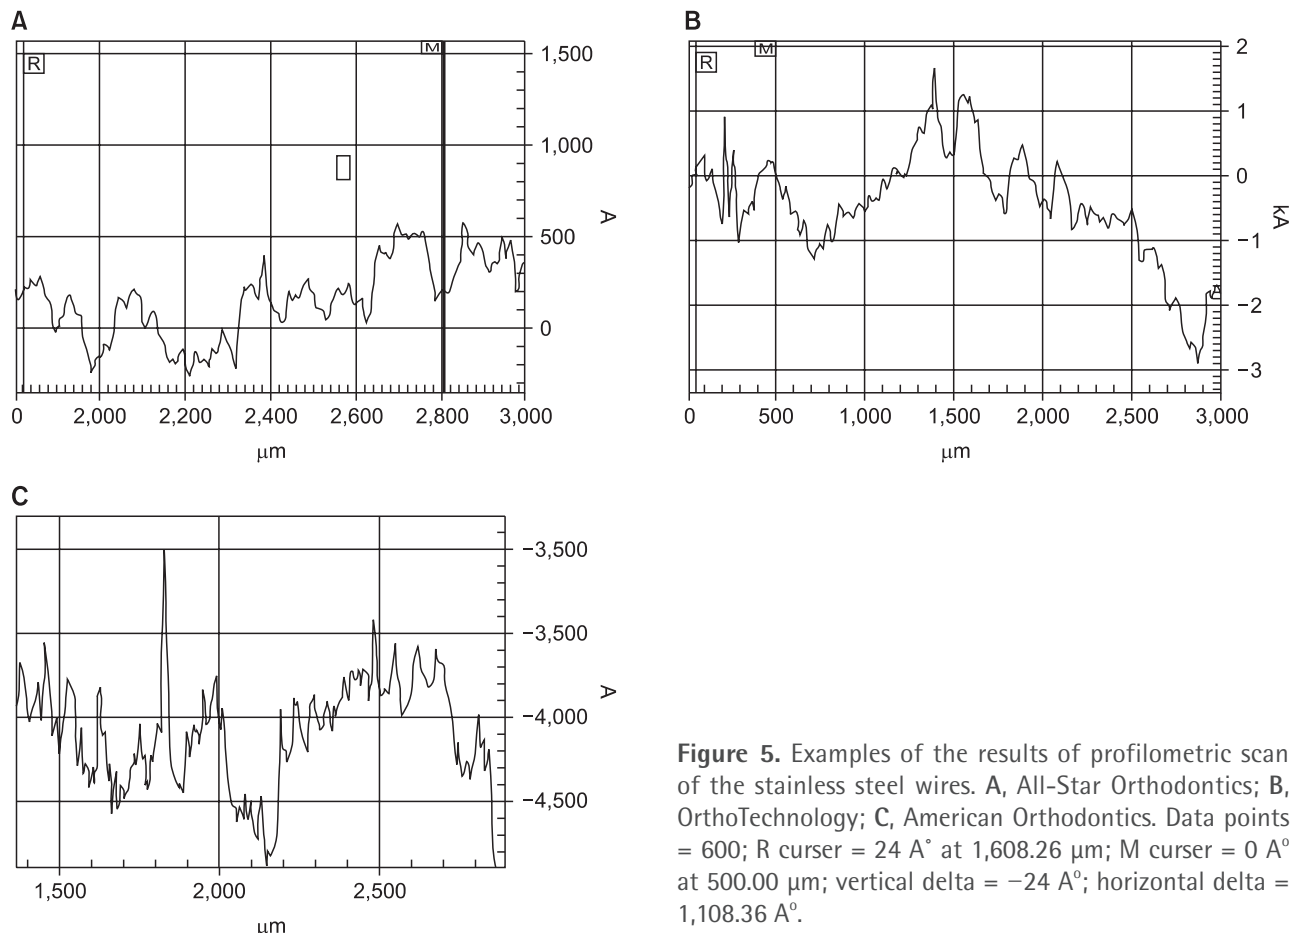 A
R
M
1,500
1,000
500
0
A
0
2,000
2,200
2,400
2,600
2,800
3,000
μm
B
R
M
2
1
0
−1
−2
−3
kA
0
500
1,000
1,500
2,000
2,500
3,000
μm
C
−3,500
−3,500
−4,000
−4,500
A
1,500
2,000
2,500
μm
Figure 5. Examples of the results of profilometric scan
of the stainless steel wires. A, All-Star Orthodontics; B,
OrthoTechnology; C, American Orthodontics. Data points
= 600; R curser = 24 A˚ at 1,608.26 μm; M curser = 0 Aº
at 500.00 μm; vertical delta = −24 Aº; horizontal delta =
1,108.36 Aº.